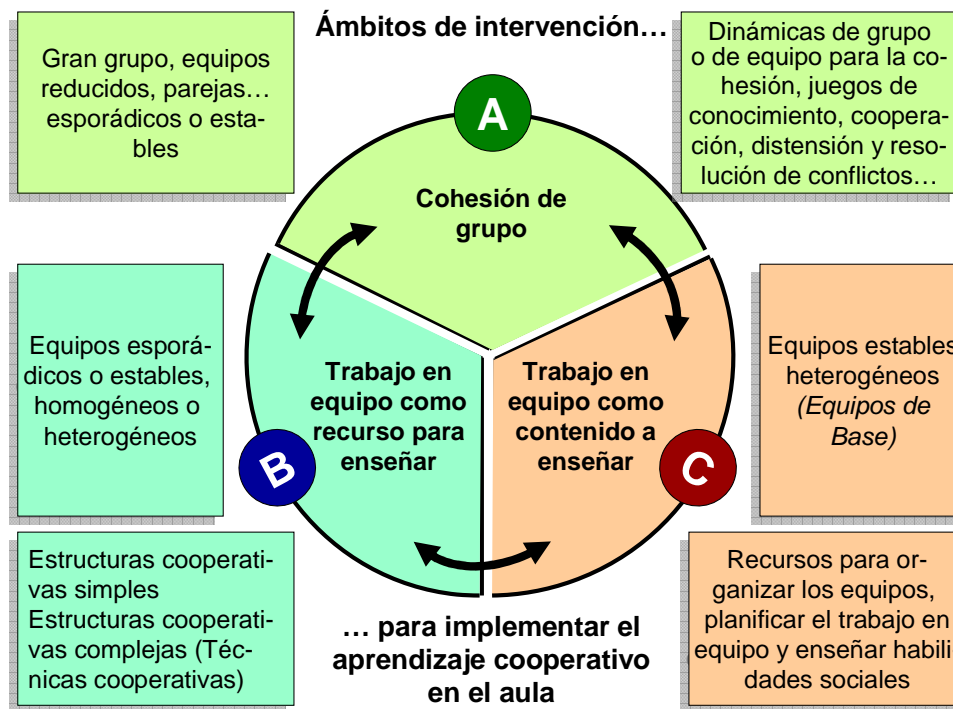 Ámbitos de intervención…
Gran grupo, equipos
reducidos, parejas…
esporádicos o esta-
bles
Dinámicas de grupo
o de equipo para la co-
hesión, juegos de
conocimiento, coopera-
ción, distensión y reso-
lución de conflictos…
A
Cohesión de
grupo
Equipos esporá-
dicos o estables,
homogéneos o
heterogéneos
Trabajo en
equipo como
recurso para
enseñar
B
Trabajo en
equipo como
contenido a
enseñar
C
Equipos estables
heterogéneos
(Equipos de
Base)
Estructuras cooperati-
vas simples
Estructuras cooperati-
vas complejas (Téc-
nicas cooperativas)
… para implementar el
aprendizaje cooperativo
en el aula
Recursos para or-
ganizar los equipos,
planificar el trabajo en
equipo y enseñar habili-
dades sociales